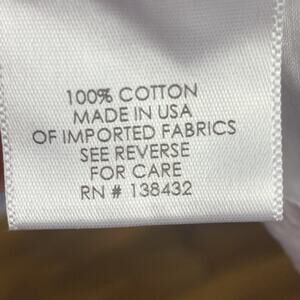 100% COTTON
MADE IN USA
OF IMPORTED FABRICS
SEE REVERSE
FOR CARE
RN # 138432